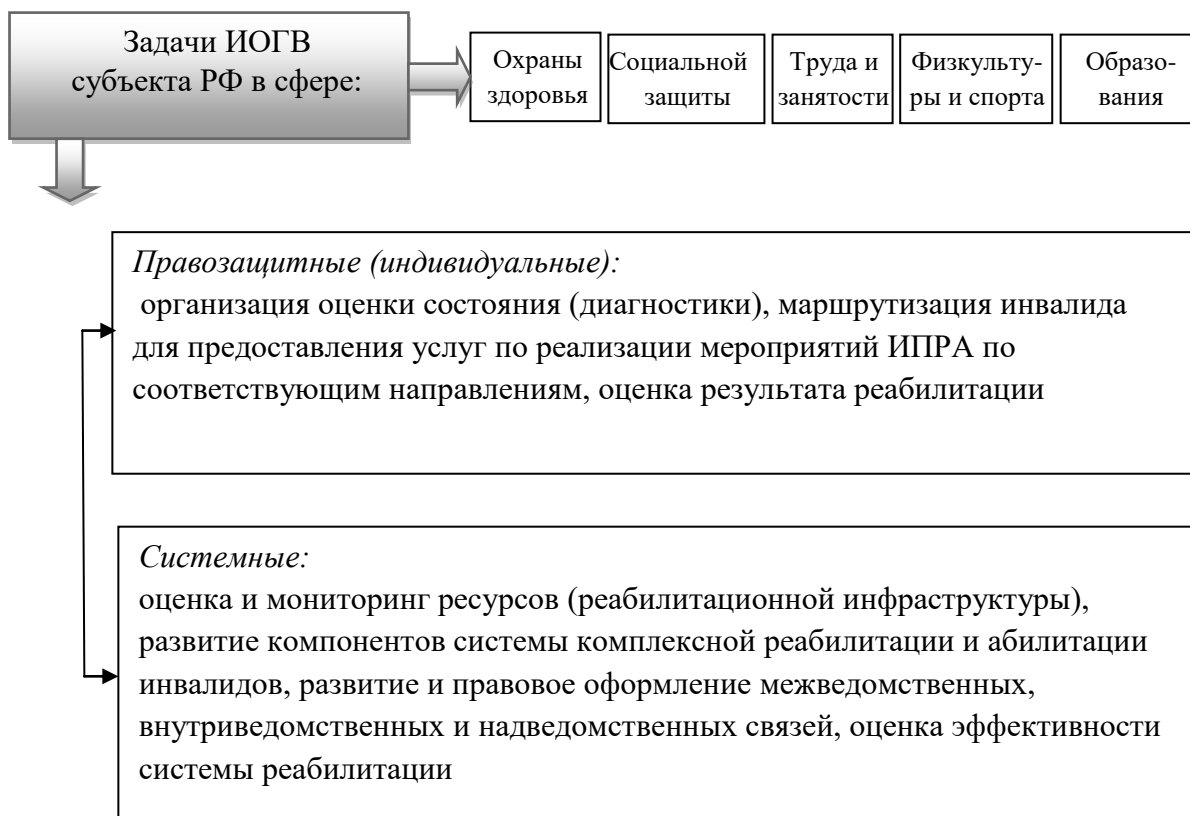 Задачи ИОГВ
субъекта РФ в сфере:
Охраны
здоровья
Социальной
защиты
Труда и
занятости
Физкульту-
ры и спорта
Образо-
вания
Правозащитные (индивидуальные):
организация оценки состояния (диагностики), маршрутизация инвалида
для предоставления услуг по реализации мероприятий ИПРА по
соответствующим направлениям, оценка результата реабилитации
Системные:
оценка и мониторинг ресурсов (реабилитационной инфраструктуры),
развитие компонентов системы комплексной реабилитации и абилитации
инвалидов, развитие и правовое оформление межведомственных,
внутриведомственных и надведомственных связей, оценка эффективности
системы реабилитации